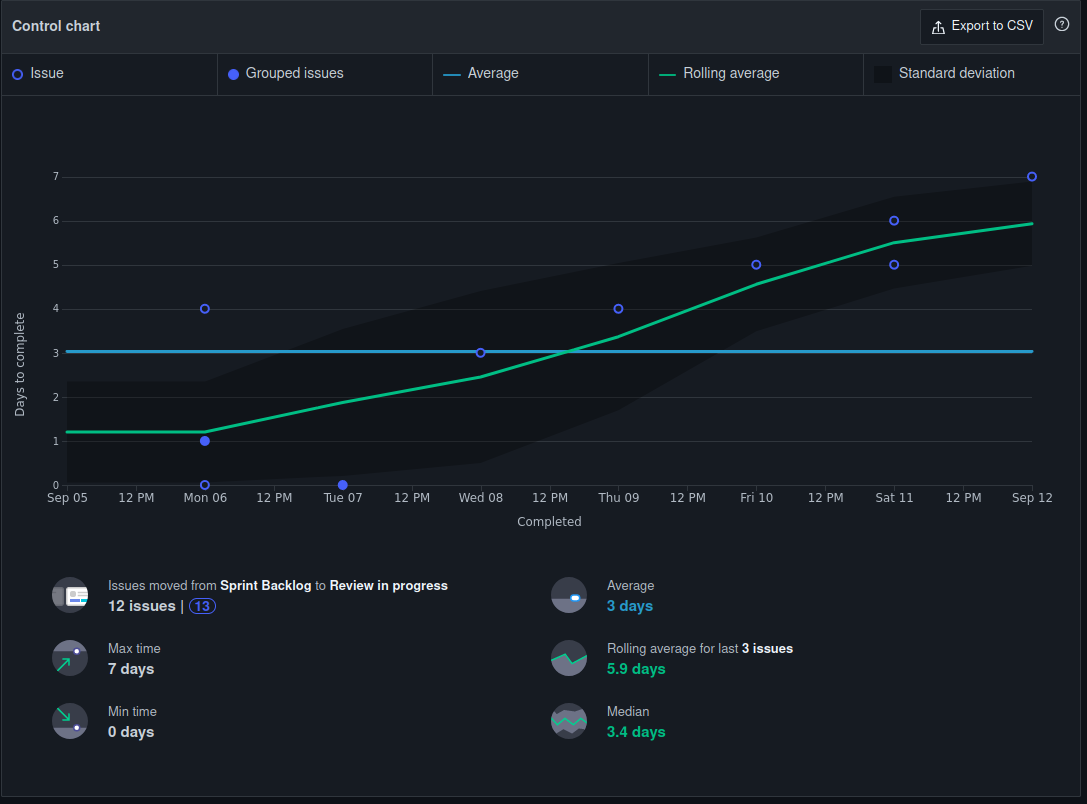 Control chart
Export to CSV
?
Issue
Grouped issues
Average
Rolling average
Standard deviation
7
6
5
4
3
2
1
0
Days to complete
Sep 05 12 PM Mon 06 12 PM Tue 07 12 PM Wed 08 12 PM Thu 09 12 PM Fri 10 12 PM Sat 11 12 PM Sep 12
Completed
Issues moved from Sprint Backlog to Review in progress
12 issues | 13
Average
3 days
Max time
7 days
Rolling average for last 3 issues
5.9 days
Min time
0 days
Median
3.4 days